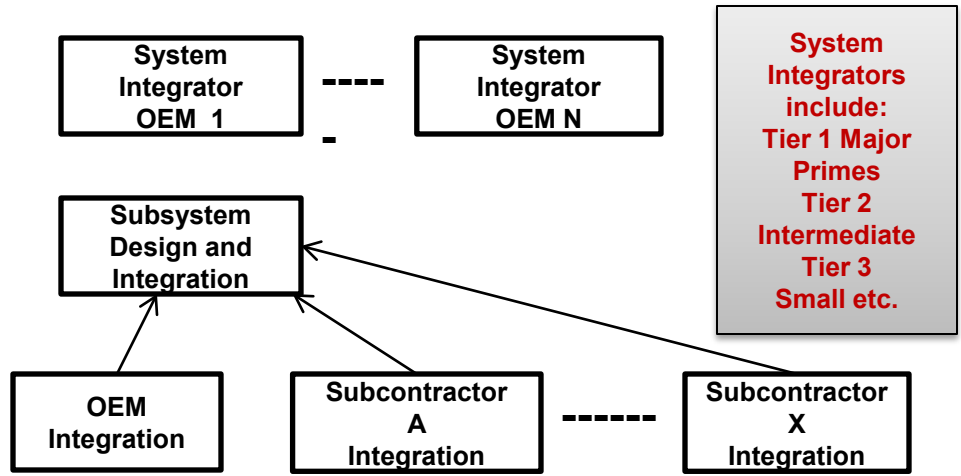 System
Integrator
OEM 1
-----
System
Integrator
OEM N
System
Integrators
include:
Tier 1 Major
Primes
Tier 2
Intermediate
Tier 3
Small etc.
Subsystem
Design and
Integration
OEM
Integration
Subcontractor
A
Integration
------
Subcontractor
X
Integration